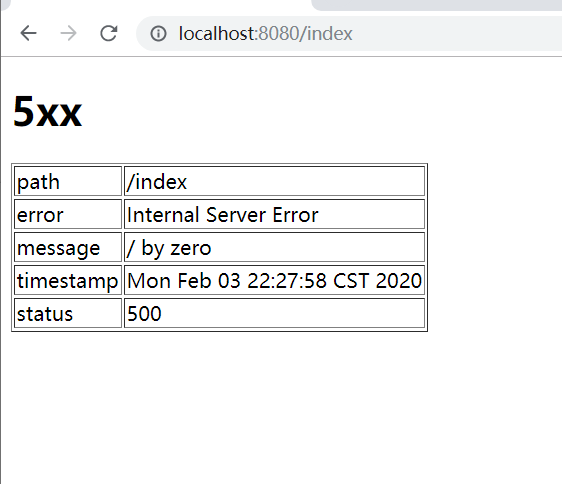 localhost:8080/index
5xx
path /index
error Internal Server Error
message / by zero
timestamp Mon Feb 03 22:27:58 CST 2020
status 500